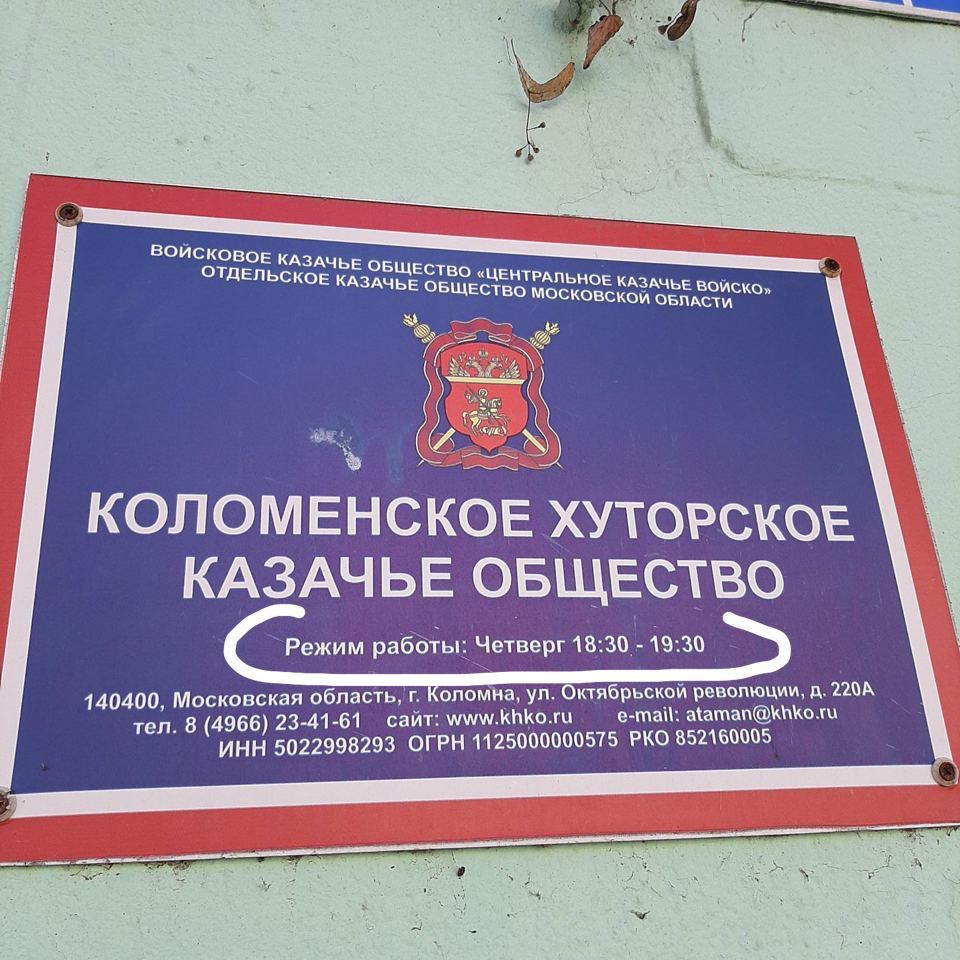 ВОЙСКОВОЕ КАЗАЧЬЕ ОБЩЕСТВО «ЦЕНТРАЛЬНОЕ КАЗАЧЬЕ ВОЙСКО»
ОТДЕЛЬСКОЕ КАЗАЧЬЕ ОБЩЕСТВО МОСКОВСКОЙ ОБЛАСТИ
КОЛОМЕНСКОЕ ХУТОРСКОЕ
КАЗАЧЬЕ ОБЩЕСТВО
Режим работы: Четверг 18:30 - 19:30
140400, Московская область, г. Коломна, ул. Октябрьской революции, д. 220А
тел. 8 (4966) 23-41-61 сайт: www.khko.ru e-mail: ataman@khko.ru
ИНН 5022998293 ОГРН 1125000000575 РКО 852160005